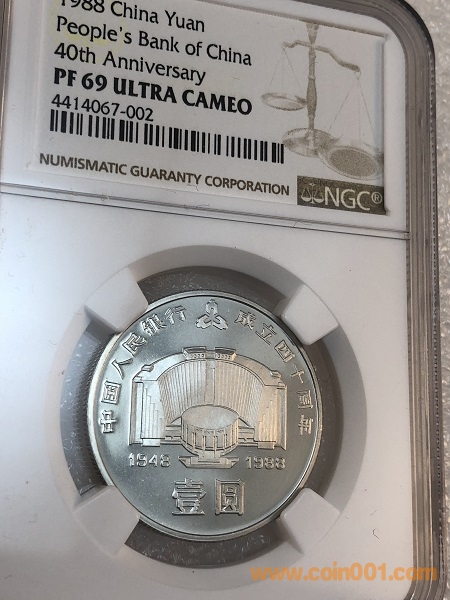 1988 China Yuan
People's Bank of China
40th Anniversary
PF 69 ULTRA CAMEO
4414067-002
NUMISMATIC GUARANTY CORPORATION
NGC®
中国人民銀行 成立四十周年
1948 1988
壹圆
www.coin001.com